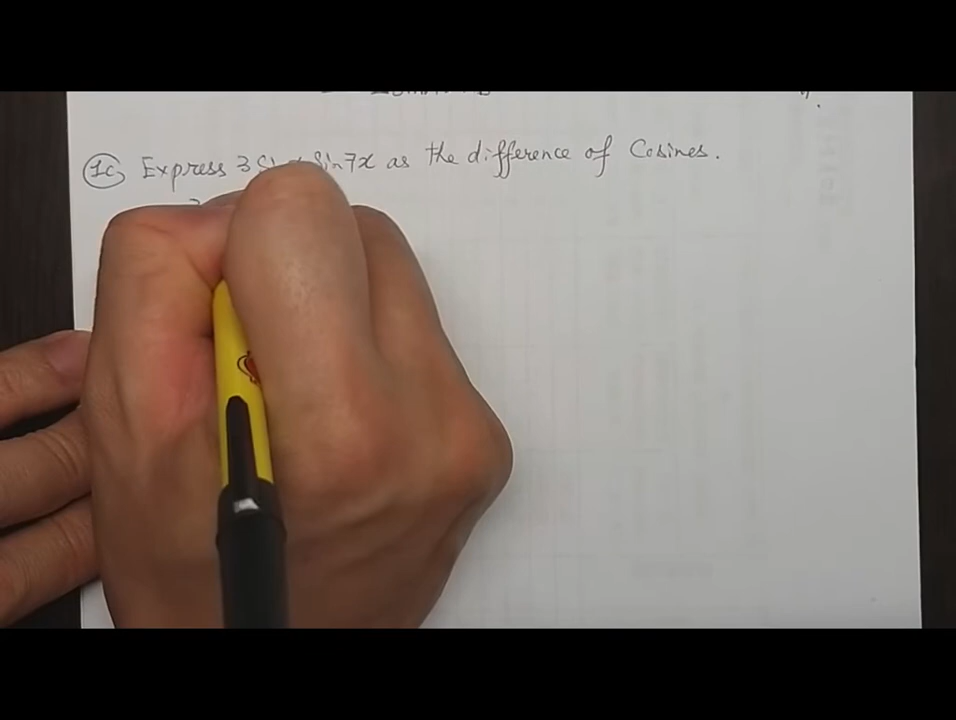 1c Express 3 Sin7x as the difference of Cosines.